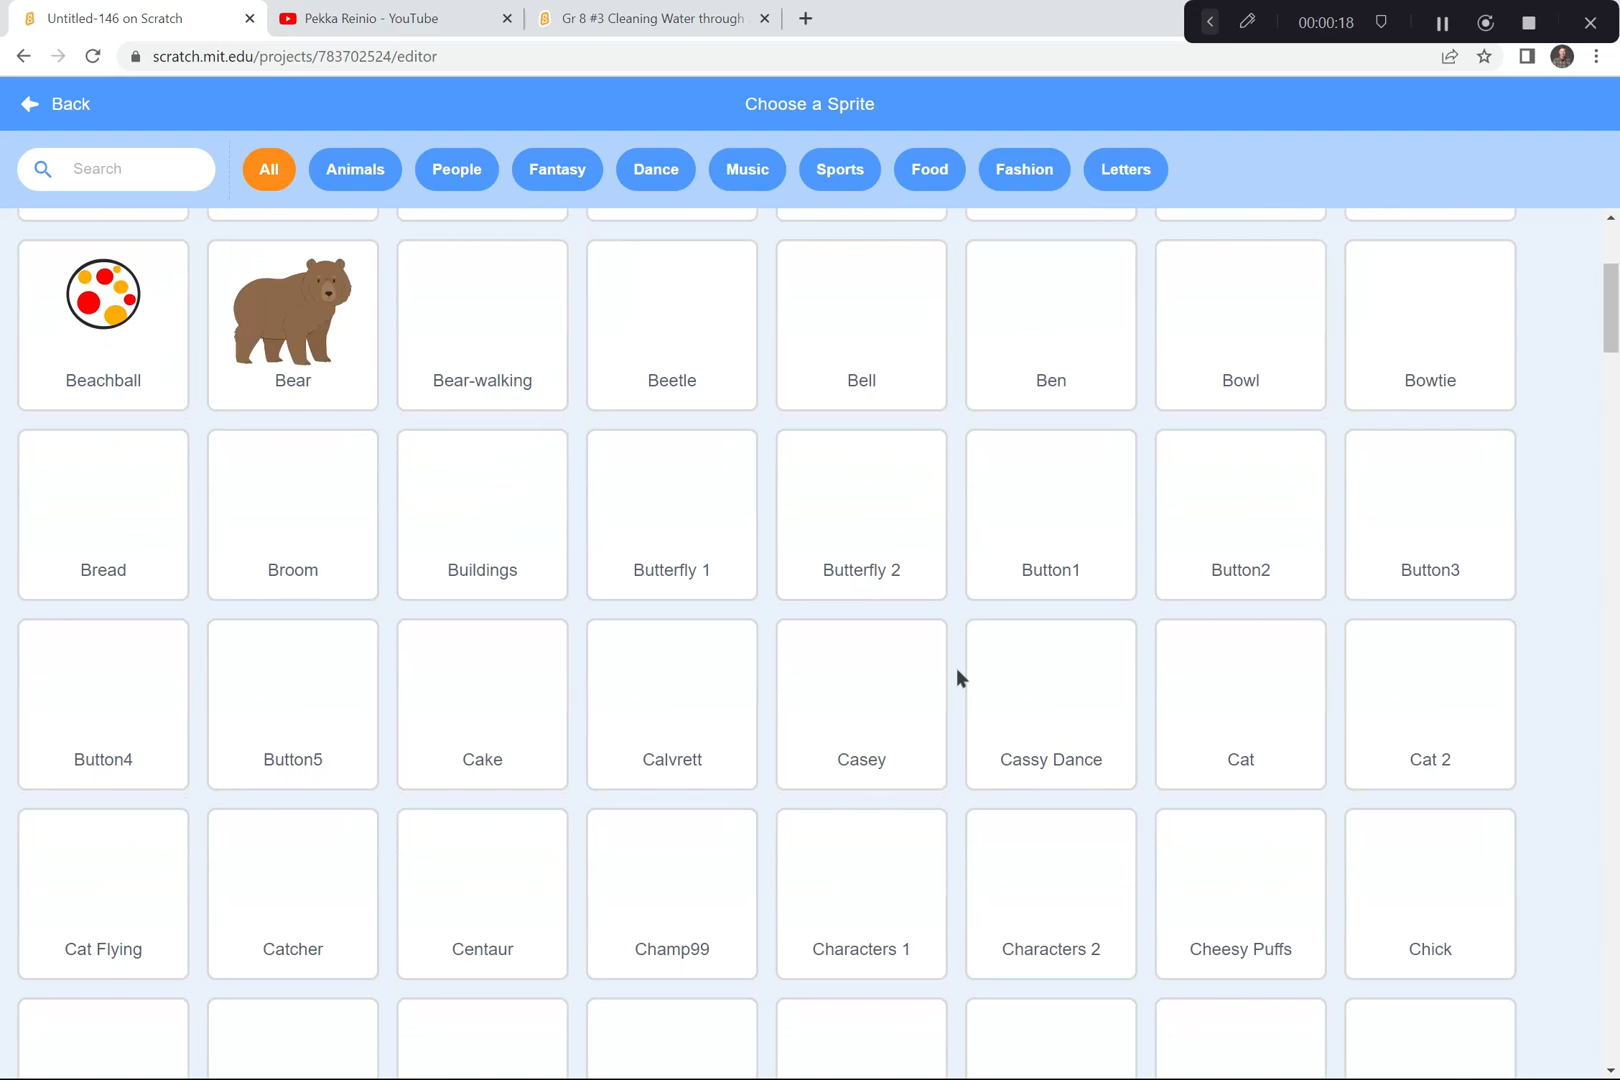 Untitled-146 on Scratch
Pekka Reinio - YouTube
Gr 8 #3 Cleaning Water through
00:00:18
scratch.mit.edu/projects/783702524/editor
Back
Choose a Sprite
Search
All
Animals
People
Fantasy
Dance
Music
Sports
Food
Fashion
Letters
Beachball
Bear
Bear-walking
Beetle
Bell
Ben
Bowl
Bowtie
Bread
Broom
Buildings
Butterfly 1
Butterfly 2
Button1
Button2
Button3
Button4
Button5
Cake
Calvrett
Casey
Cassy Dance
Cat
Cat 2
Cat Flying
Catcher
Centaur
Champ99
Characters 1
Characters 2
Cheesy Puffs
Chick